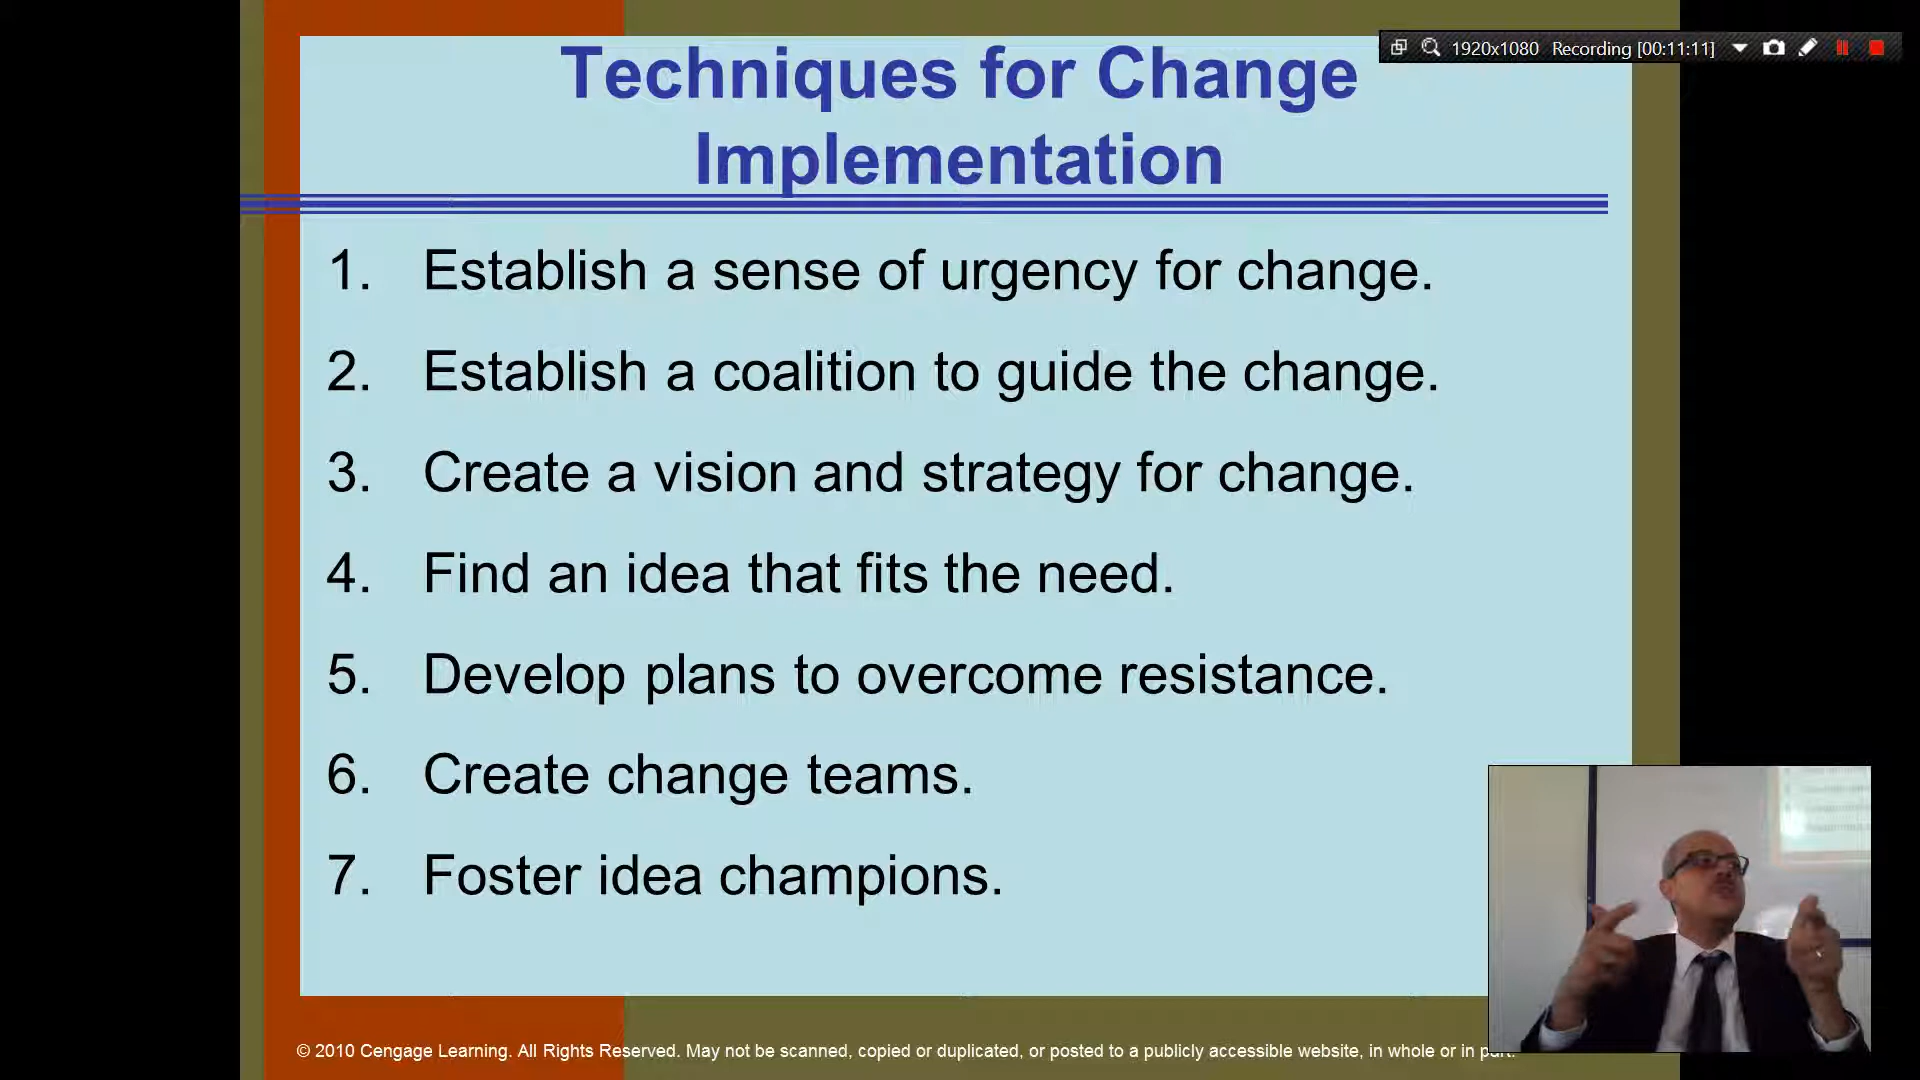 Techniques for Change
Implementation
1920x1080 Recording [00:11:11]
1. Establish a sense of urgency for change.
2. Establish a coalition to guide the change.
3. Create a vision and strategy for change.
4. Find an idea that fits the need.
5. Develop plans to overcome resistance.
6. Create change teams.
7. Foster idea champions.
© 2010 Cengage Learning. All Rights Reserved. May not be scanned, copied or duplicated, or posted to a publicly accessible website, in whole or in part.